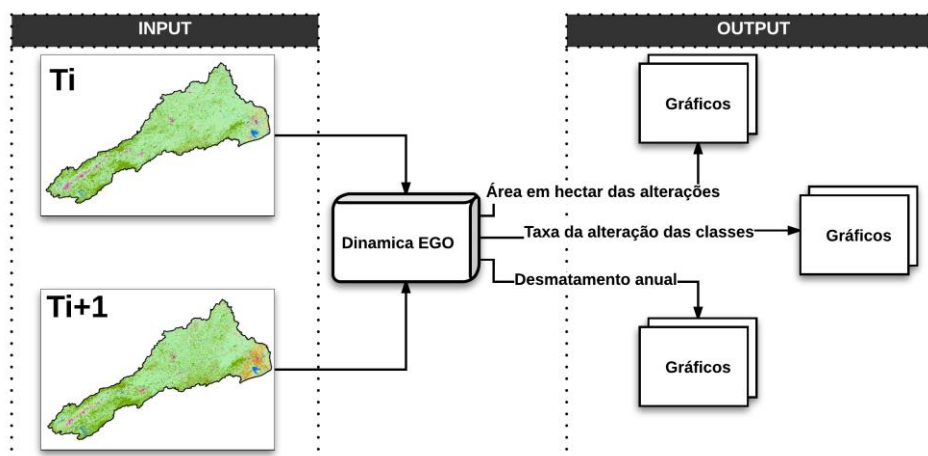 INPUT
OUTPUT
Ti
Gráficos
Área em hectar das alterações
Dinamica EGO
Taxa da alteração das classes
Gráficos
Desmatamento anual
Ti+1
Gráficos